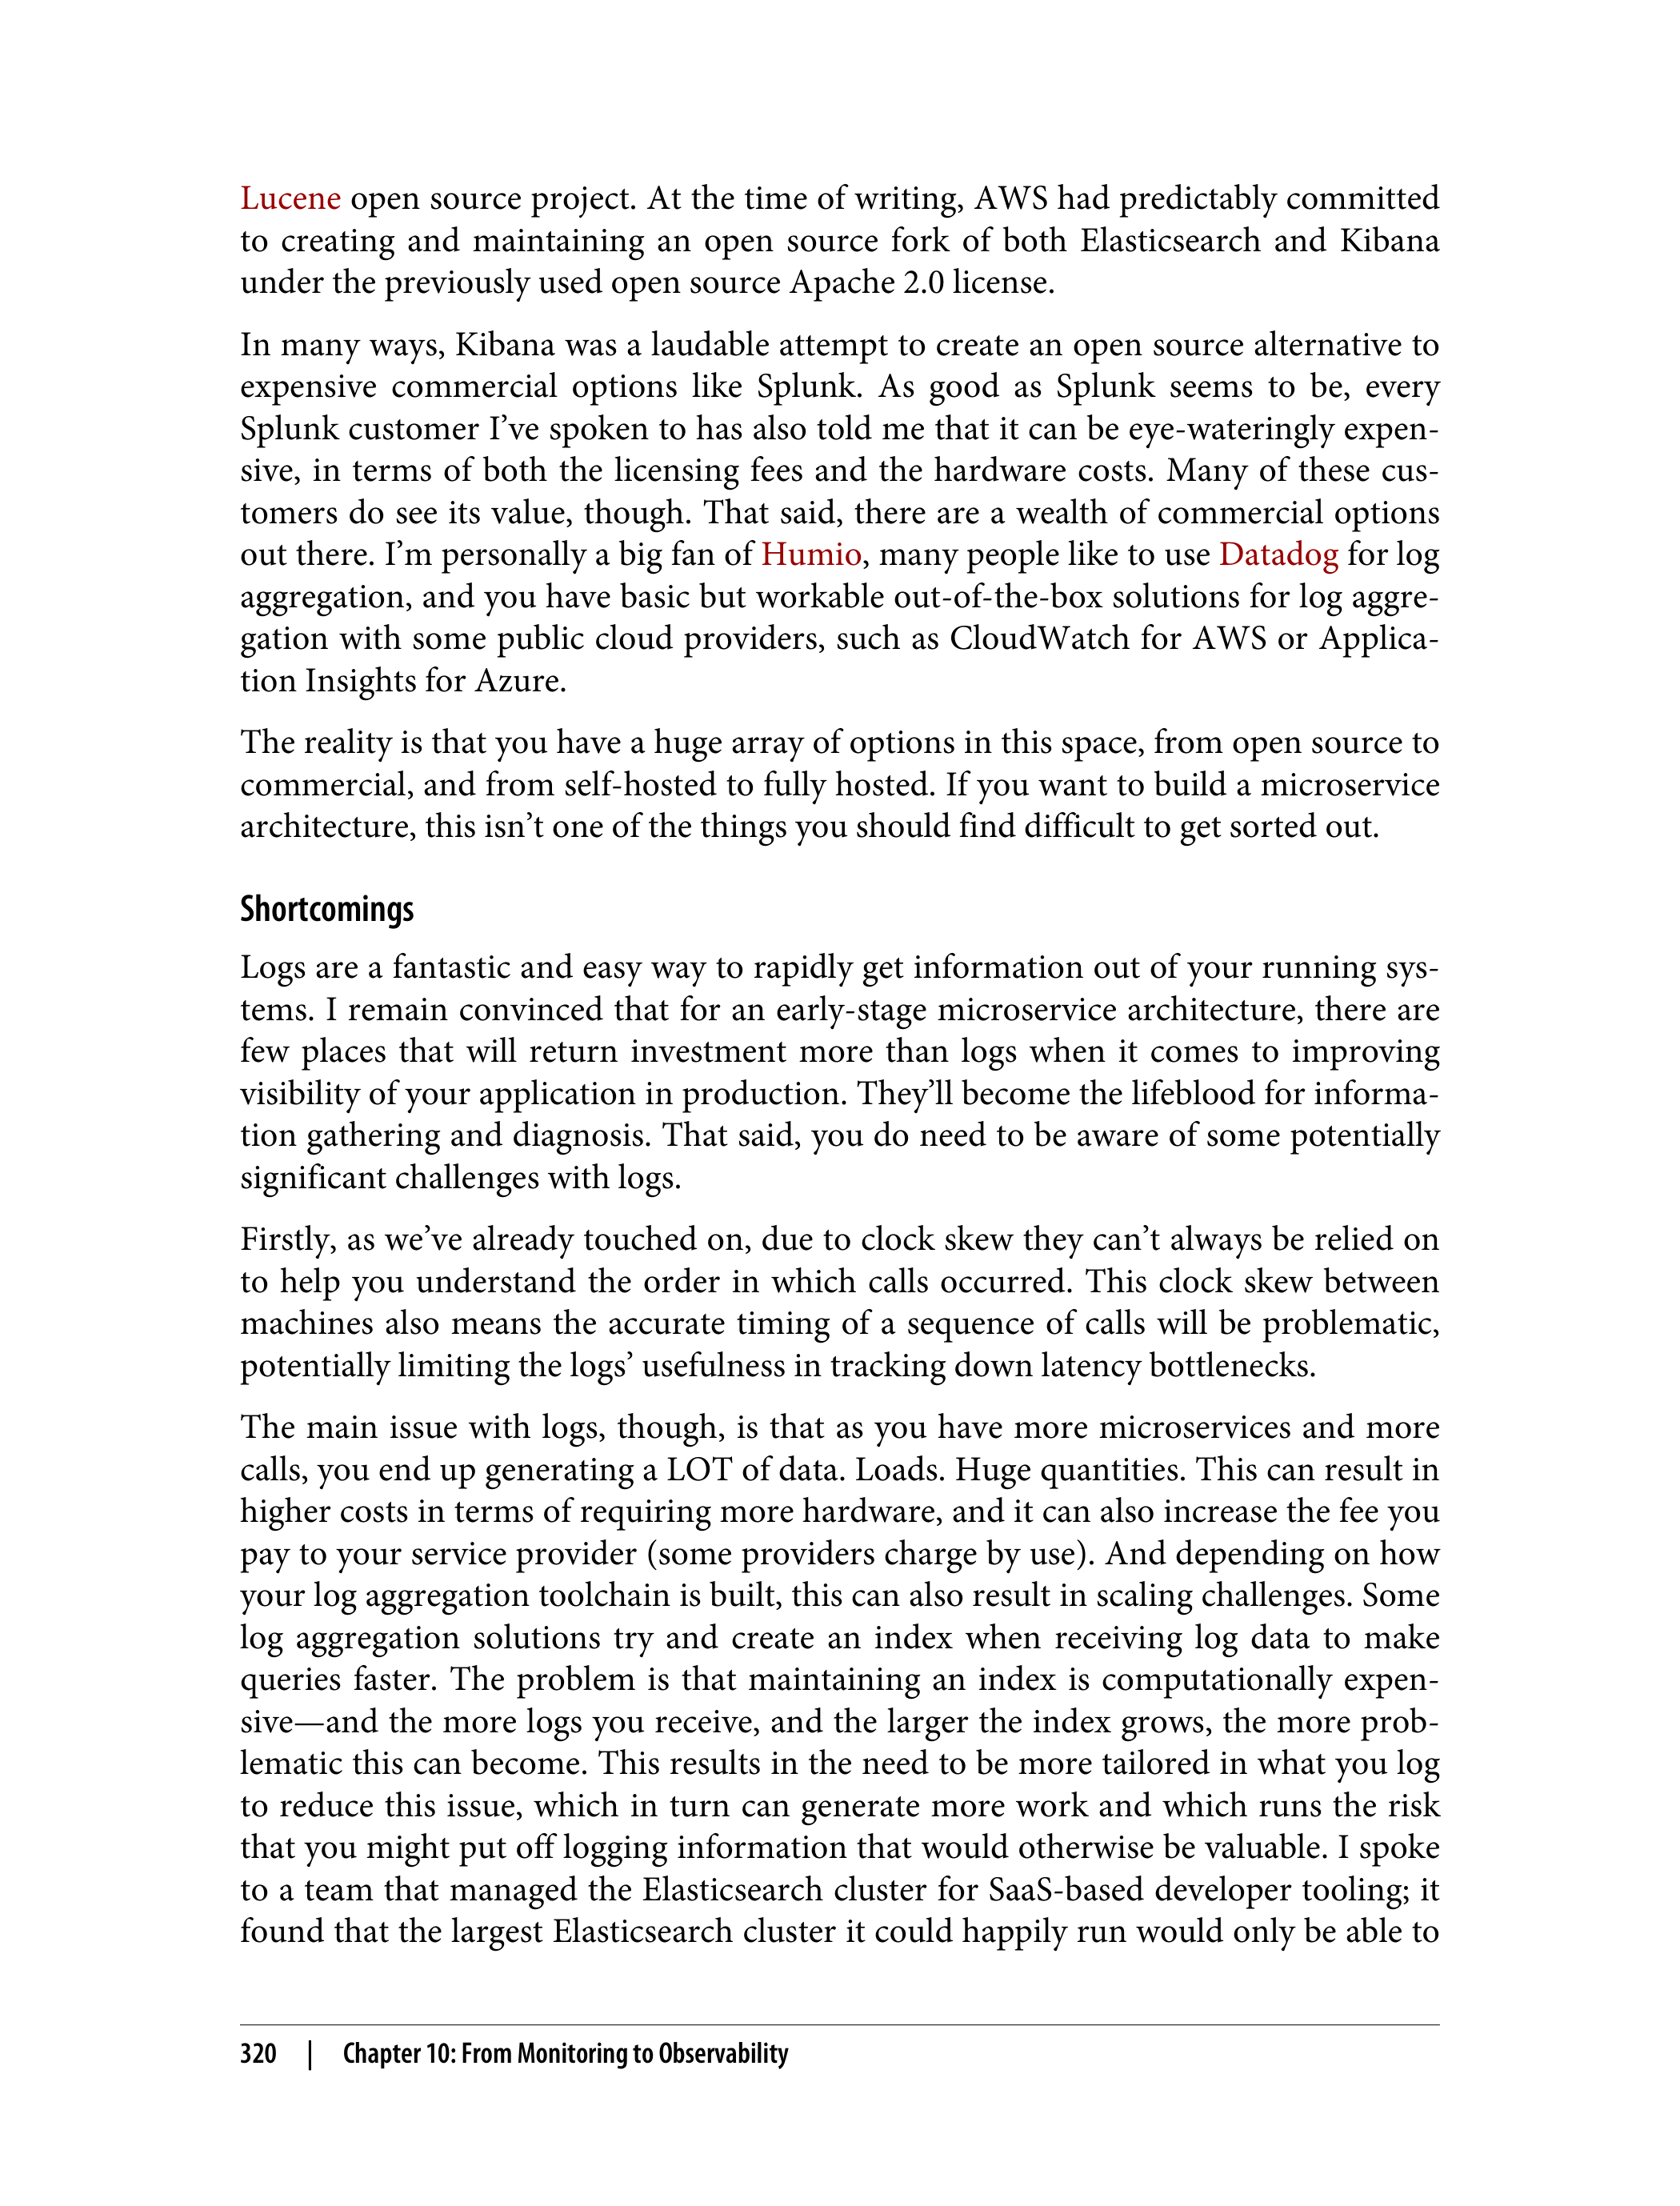 Lucene open source project. At the time of writing, AWS had predictably committed
to creating and maintaining an open source fork of both Elasticsearch and Kibana
under the previously used open source Apache 2.0 license.
In many ways, Kibana was a laudable attempt to create an open source alternative to
expensive commercial options like Splunk. As good as Splunk seems to be, every
Splunk customer I’ve spoken to has also told me that it can be eye-wateringly expen-
sive, in terms of both the licensing fees and the hardware costs. Many of these cus-
tomers do see its value, though. That said, there are a wealth of commercial options
out there. I’m personally a big fan of Humio, many people like to use Datadog for log
aggregation, and you have basic but workable out-of-the-box solutions for log aggre-
gation with some public cloud providers, such as CloudWatch for AWS or Applica-
tion Insights for Azure.
The reality is that you have a huge array of options in this space, from open source to
commercial, and from self-hosted to fully hosted. If you want to build a microservice
architecture, this isn’t one of the things you should find difficult to get sorted out.
Shortcomings
Logs are a fantastic and easy way to rapidly get information out of your running sys-
tems. I remain convinced that for an early-stage microservice architecture, there are
few places that will return investment more than logs when it comes to improving
visibility of your application in production. They’ll become the lifeblood for informa-
tion gathering and diagnosis. That said, you do need to be aware of some potentially
significant challenges with logs.
Firstly, as we’ve already touched on, due to clock skew they can’t always be relied on
to help you understand the order in which calls occurred. This clock skew between
machines also means the accurate timing of a sequence of calls will be problematic,
potentially limiting the logs’ usefulness in tracking down latency bottlenecks.
The main issue with logs, though, is that as you have more microservices and more
calls, you end up generating a LOT of data. Loads. Huge quantities. This can result in
higher costs in terms of requiring more hardware, and it can also increase the fee you
pay to your service provider (some providers charge by use). And depending on how
your log aggregation toolchain is built, this can also result in scaling challenges. Some
log aggregation solutions try and create an index when receiving log data to make
queries faster. The problem is that maintaining an index is computationally expen-
sive—and the more logs you receive, and the larger the index grows, the more prob-
lematic this can become. This results in the need to be more tailored in what you log
to reduce this issue, which in turn can generate more work and which runs the risk
that you might put off logging information that would otherwise be valuable. I spoke
to a team that managed the Elasticsearch cluster for SaaS-based developer tooling; it
found that the largest Elasticsearch cluster it could happily run would only be able to
320 | Chapter 10: From Monitoring to Observability